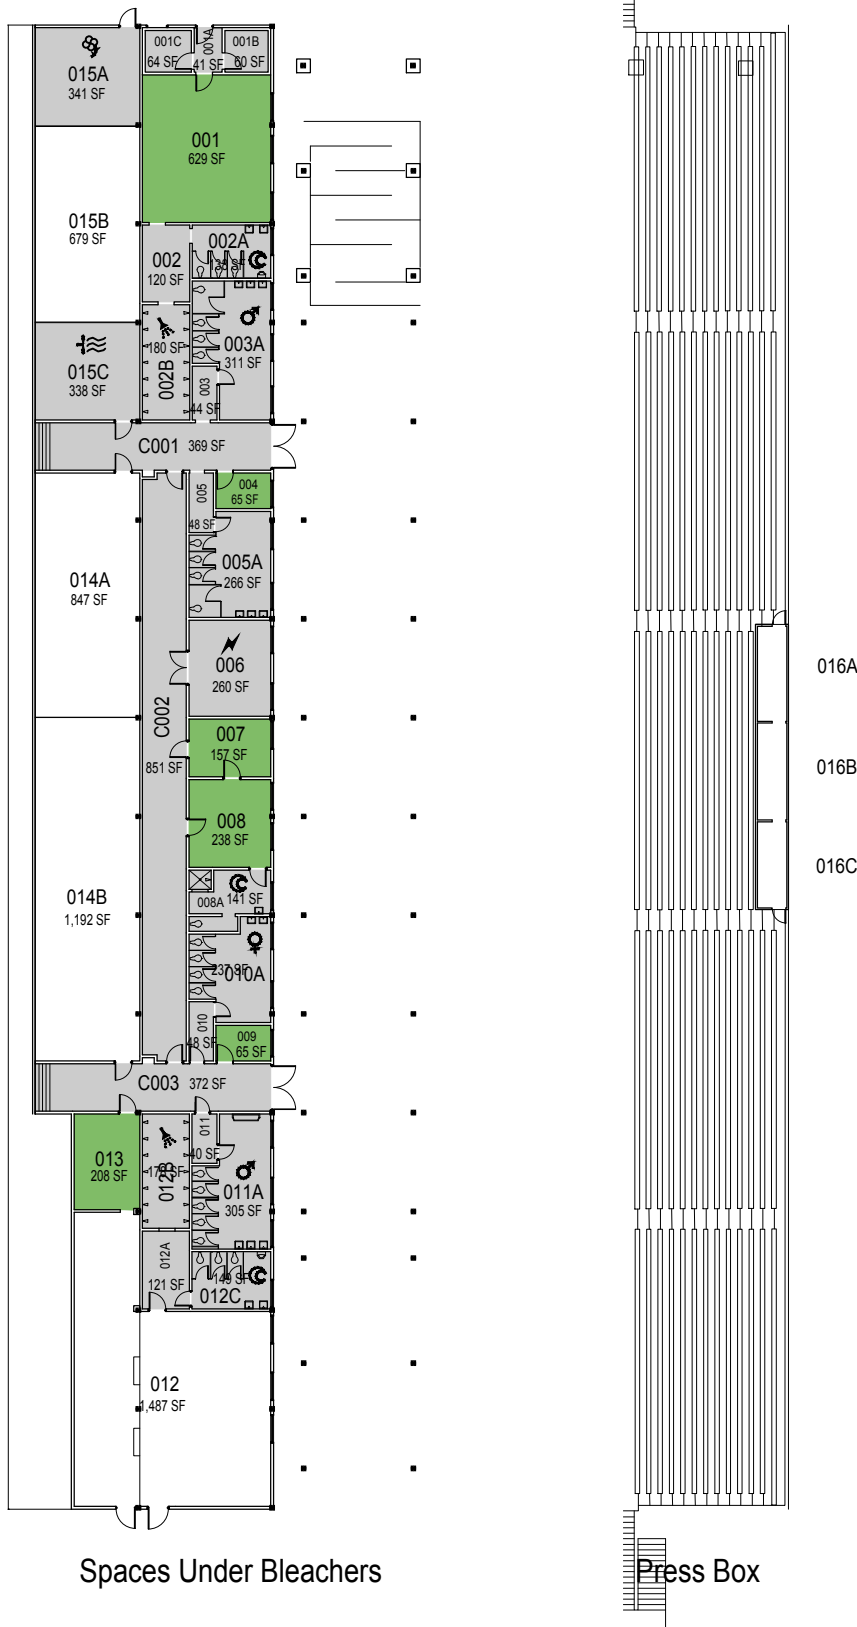 001C
64 SF
001A
41 SF
001B
60 SF
015A
341 SF
001
629 SF
015B
679 SF
002
120 SF
002A
003A
311 SF
015C
338 SF
180 SF
002B
003
44 SF
C001 369 SF
004
65 SF
005
48 SF
005A
266 SF
014A
847 SF
006
260 SF
C002
851 SF
007
157 SF
008
238 SF
008A
141 SF
014B
1,192 SF
237 SF
010A
010
48 SF
009
65 SF
C003 372 SF
011
40 SF
013
208 SF
012B
011A
305 SF
012A
121 SF
149 SF
012C
012
1,487 SF
016A
016B
016C
Spaces Under Bleachers
Press Box